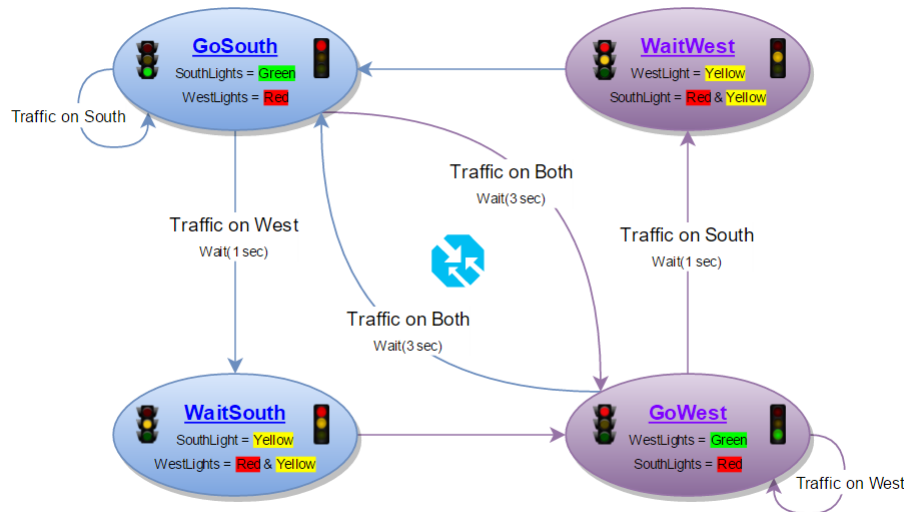 GoSouth
SouthLights = Green
WestLights = Red
WaitWest
WestLight = Yellow
SouthLight = Red & Yellow
Traffic on South
Traffic on Both
Wait(3 sec)
Traffic on West
Wait(1 sec)
Traffic on South
Wait(1 sec)
Traffic on Both
Wait(3 sec)
WaitSouth
SouthLight = Yellow
WestLights = Red & Yellow
GoWest
WestLights = Green
SouthLights = Red
Traffic on West